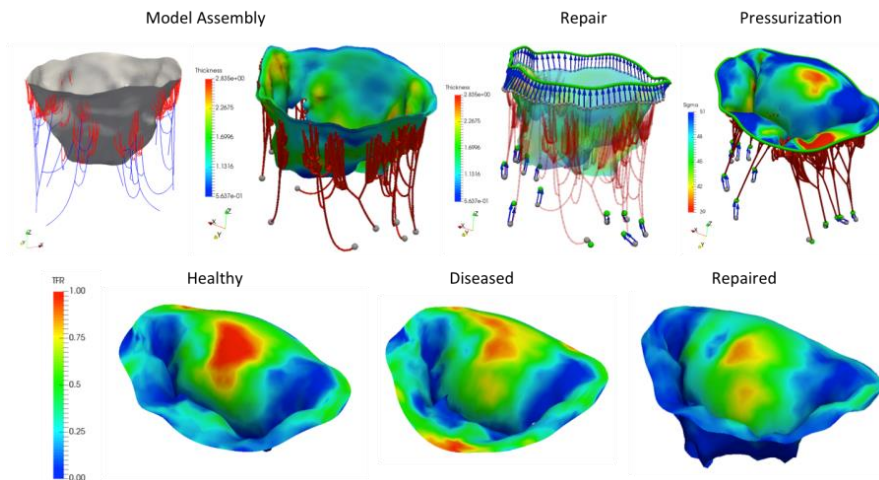 Model Assembly
Repair
Pressurization
Thickness
2.835e+00
2.2675
1.6996
1.1316
5.637e-01
Thickness
2.835e+00
2.2675
1.6996
1.1316
5.637e-01
Sigma
51
48
42
39
Healthy
Diseased
Repaired
TFR
1.00
0.75
0.50
0.25
0.00